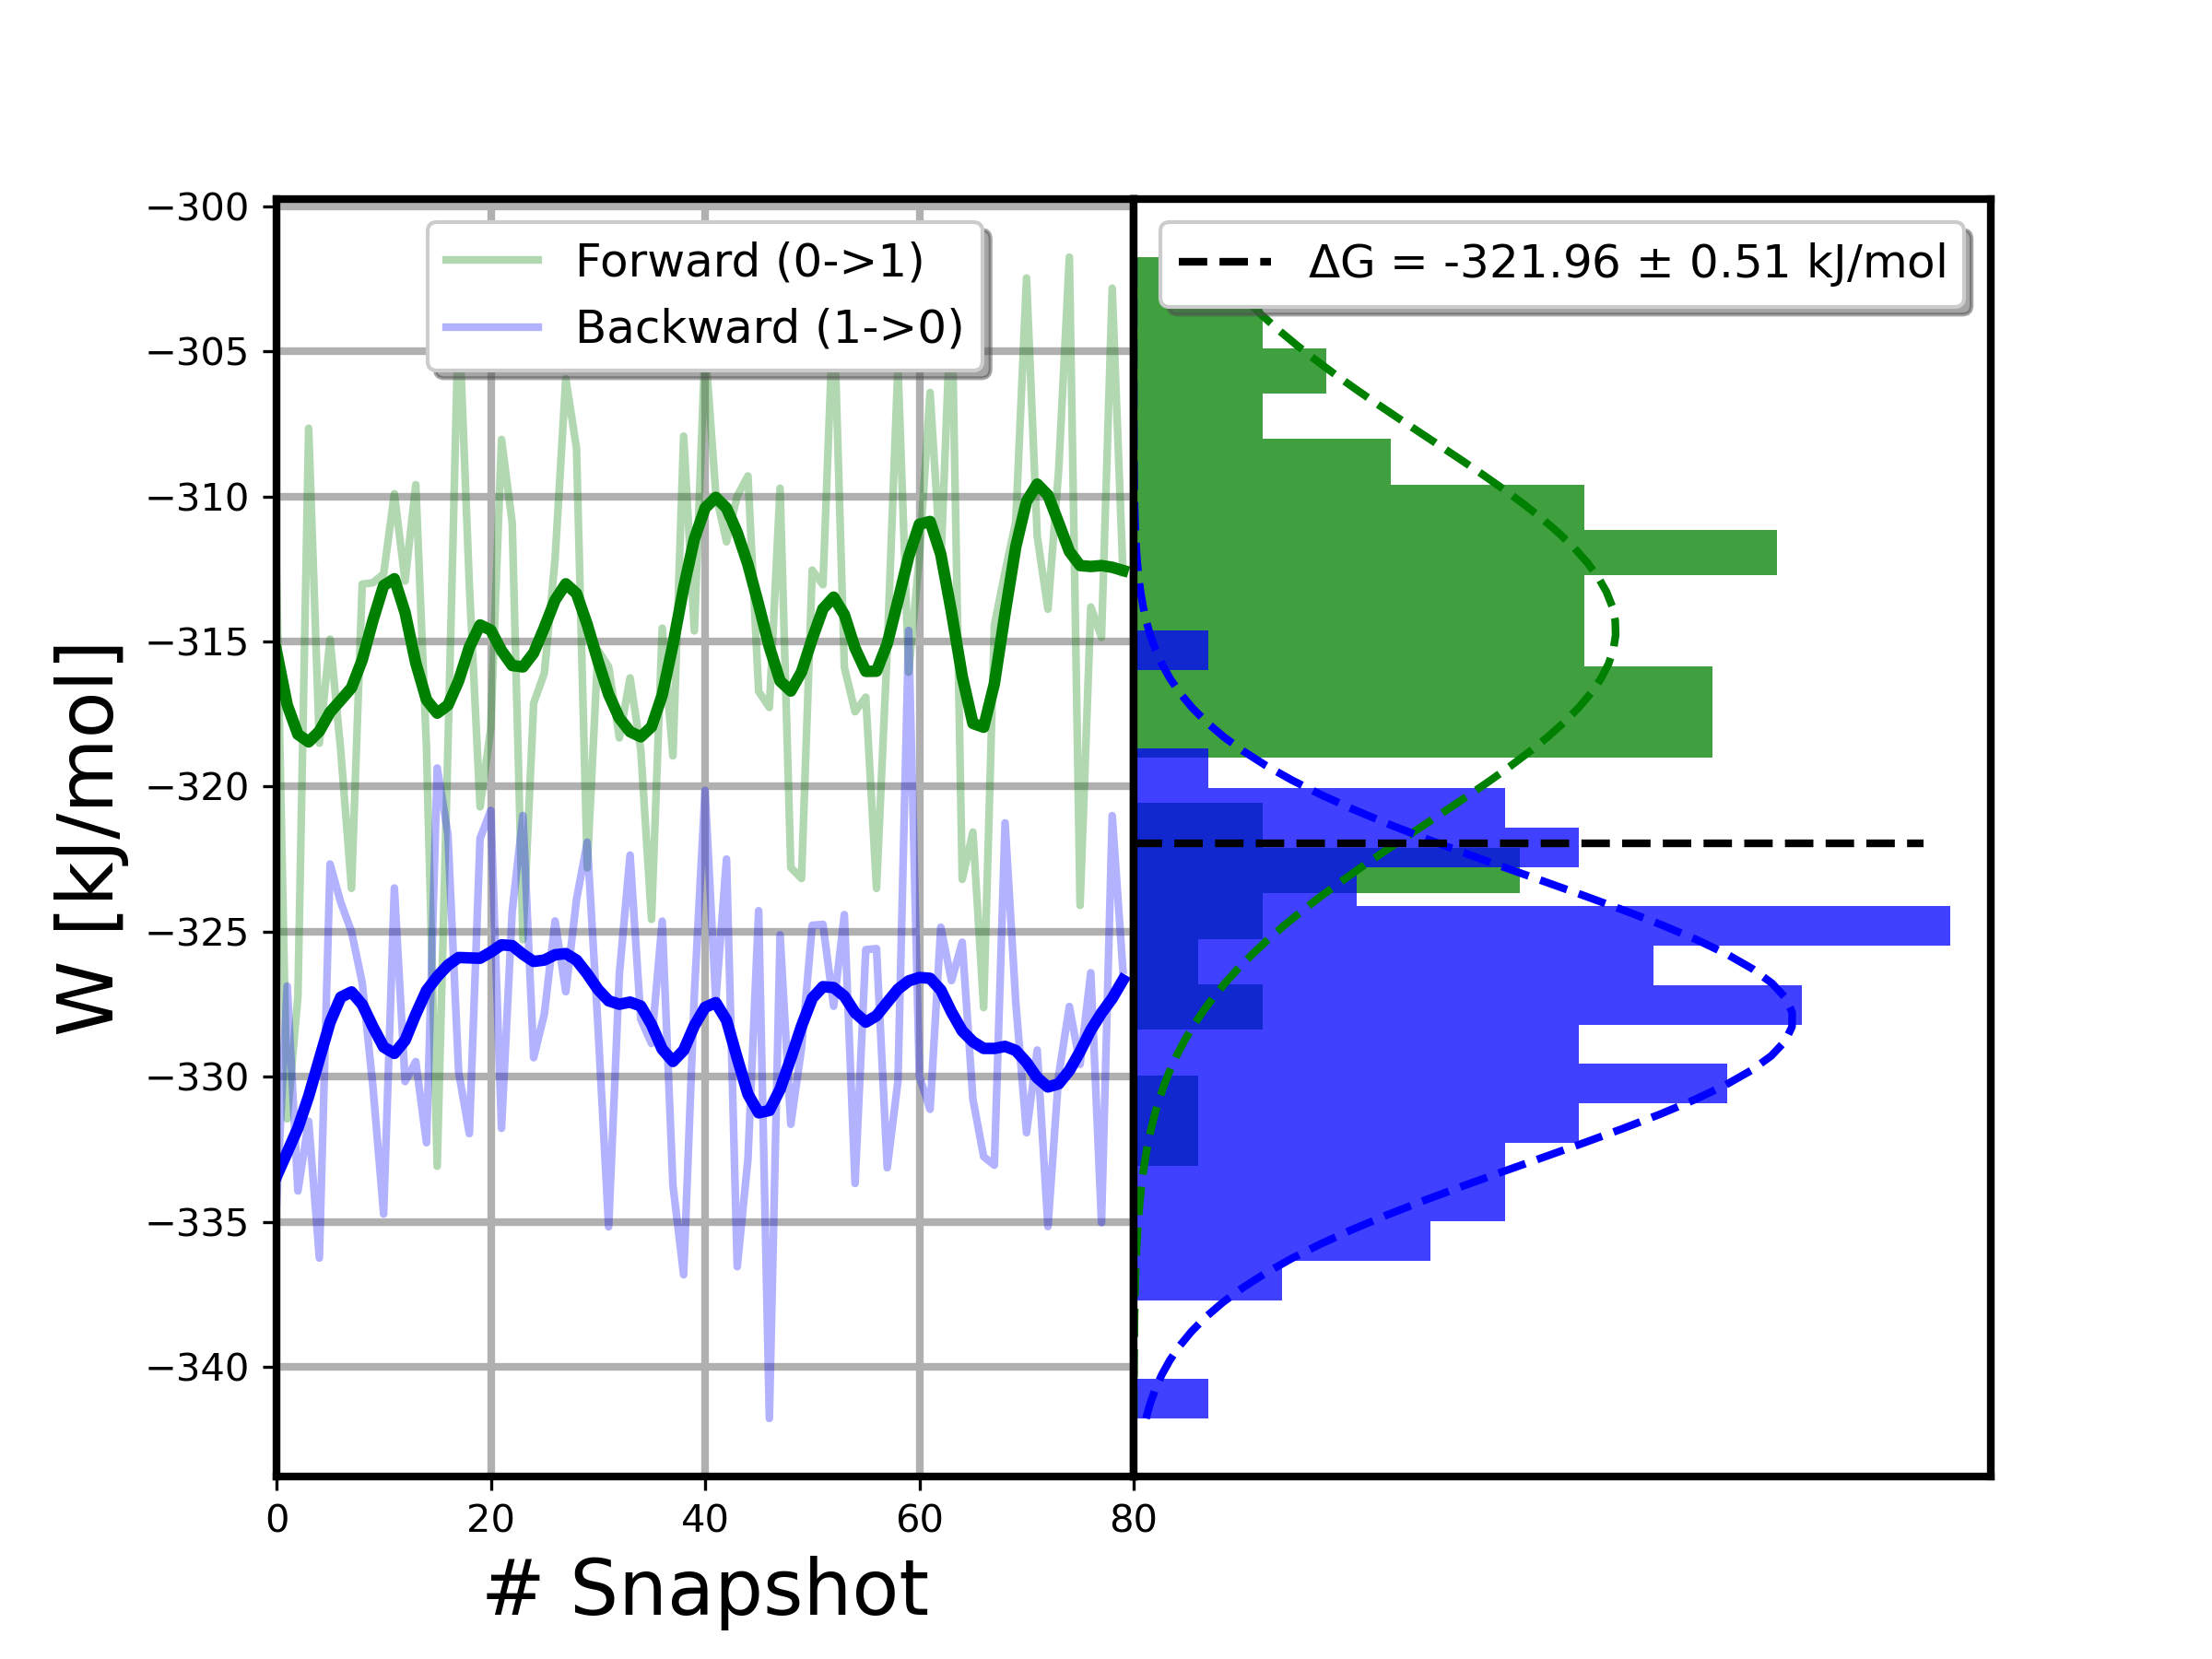 Forward (0->1)
Backward (1->0)
ΔG = -321.96 ± 0.51 kJ/mol
W [kJ/mol]
−300
−305
−310
−315
−320
−325
−330
−335
−340
0 20 40 60 80
# Snapshot